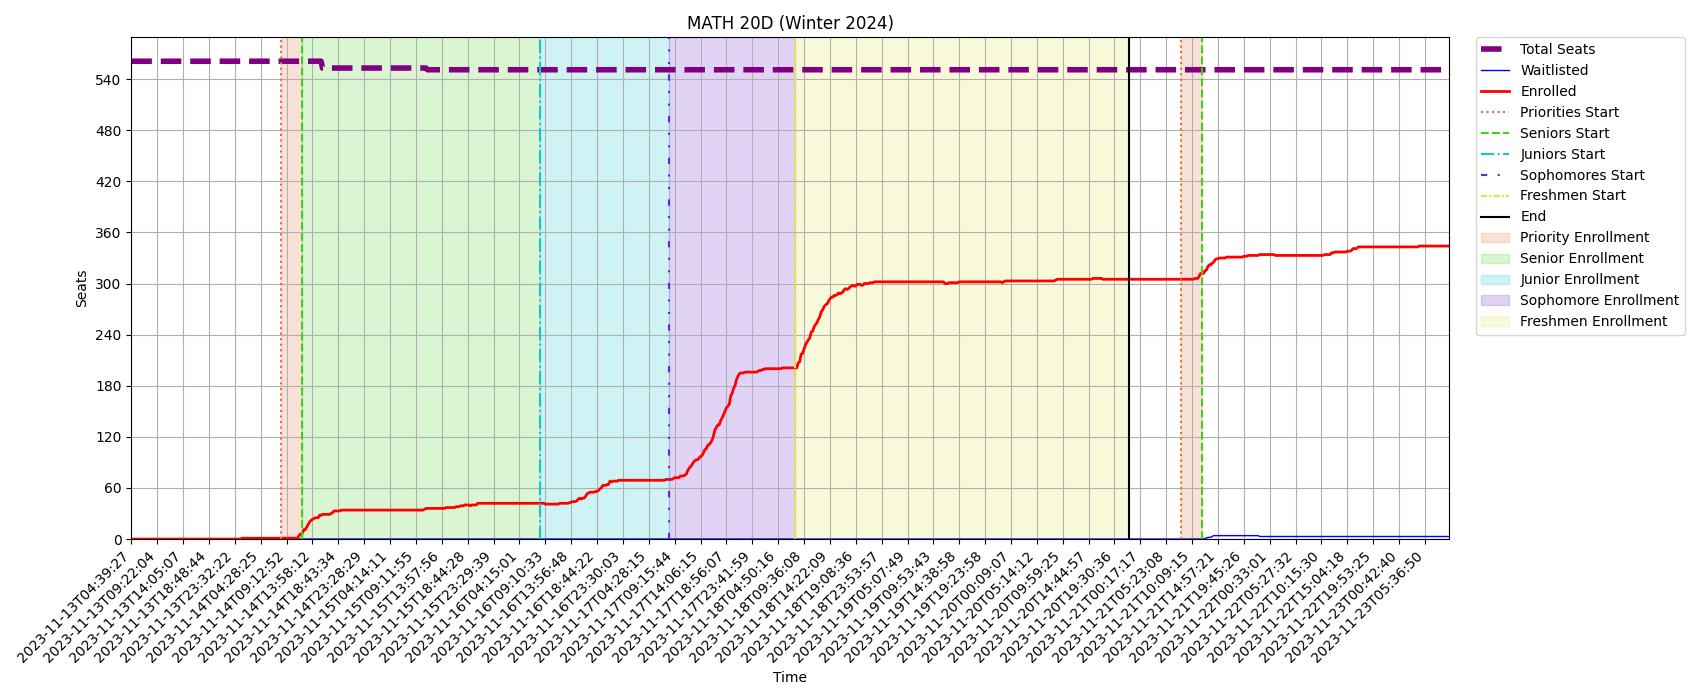 MATH 20D (Winter 2024)
Seats
540
480
420
360
300
240
180
120
60
0
2023-11-13T04:39:27
2023-11-13T09:22:04
2023-11-13T14:05:07
2023-11-13T18:48:44
2023-11-13T23:32:22
2023-11-14T04:28:25
2023-11-14T09:12:52
2023-11-14T13:58:12
2023-11-14T18:43:34
2023-11-14T23:28:29
2023-11-15T04:14:11
2023-11-15T09:11:55
2023-11-15T13:57:56
2023-11-15T18:44:28
2023-11-15T23:29:39
2023-11-16T04:15:01
2023-11-16T09:10:33
2023-11-16T13:56:48
2023-11-16T18:44:22
2023-11-16T23:30:03
2023-11-17T04:28:15
2023-11-17T09:15:44
2023-11-17T14:06:15
2023-11-17T18:56:07
2023-11-17T23:41:59
2023-11-18T04:50:16
2023-11-18T09:36:08
2023-11-18T14:22:09
2023-11-18T19:08:36
2023-11-18T23:53:57
2023-11-19T05:07:49
2023-11-19T09:53:43
2023-11-19T14:38:58
2023-11-19T19:23:58
2023-11-20T00:09:07
2023-11-20T05:14:12
2023-11-20T09:59:25
2023-11-20T14:44:57
2023-11-20T19:30:36
2023-11-21T00:17:17
2023-11-21T05:23:08
2023-11-21T10:09:15
2023-11-21T14:57:21
2023-11-21T19:45:26
2023-11-22T00:33:01
2023-11-22T05:27:32
2023-11-22T10:15:30
2023-11-22T15:04:18
2023-11-22T19:53:25
2023-11-23T00:42:40
2023-11-23T05:36:50
Time
Total Seats
Waitlisted
Enrolled
Priorities Start
Seniors Start
Juniors Start
Sophomores Start
Freshmen Start
End
Priority Enrollment
Senior Enrollment
Junior Enrollment
Sophomore Enrollment
Freshmen Enrollment